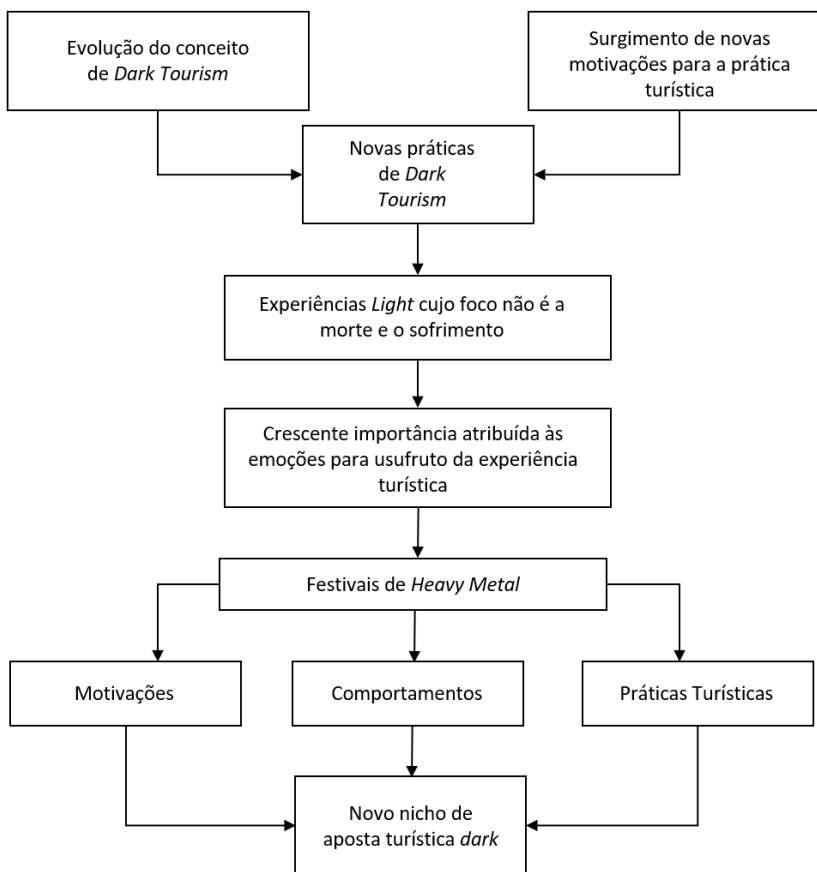 Evolução do conceito
de Dark Tourism
Surgimento de novas
motivações para a prática
turística
Novas práticas
de Dark
Tourism
Experiências Light cujo foco não é a
morte e o sofrimento
Crescente importância atribuída às
emoções para usufruto da experiência
turística
Festivais de Heavy Metal
Motivações
Comportamentos
Práticas Turísticas
Novo nicho de
aposta turística dark